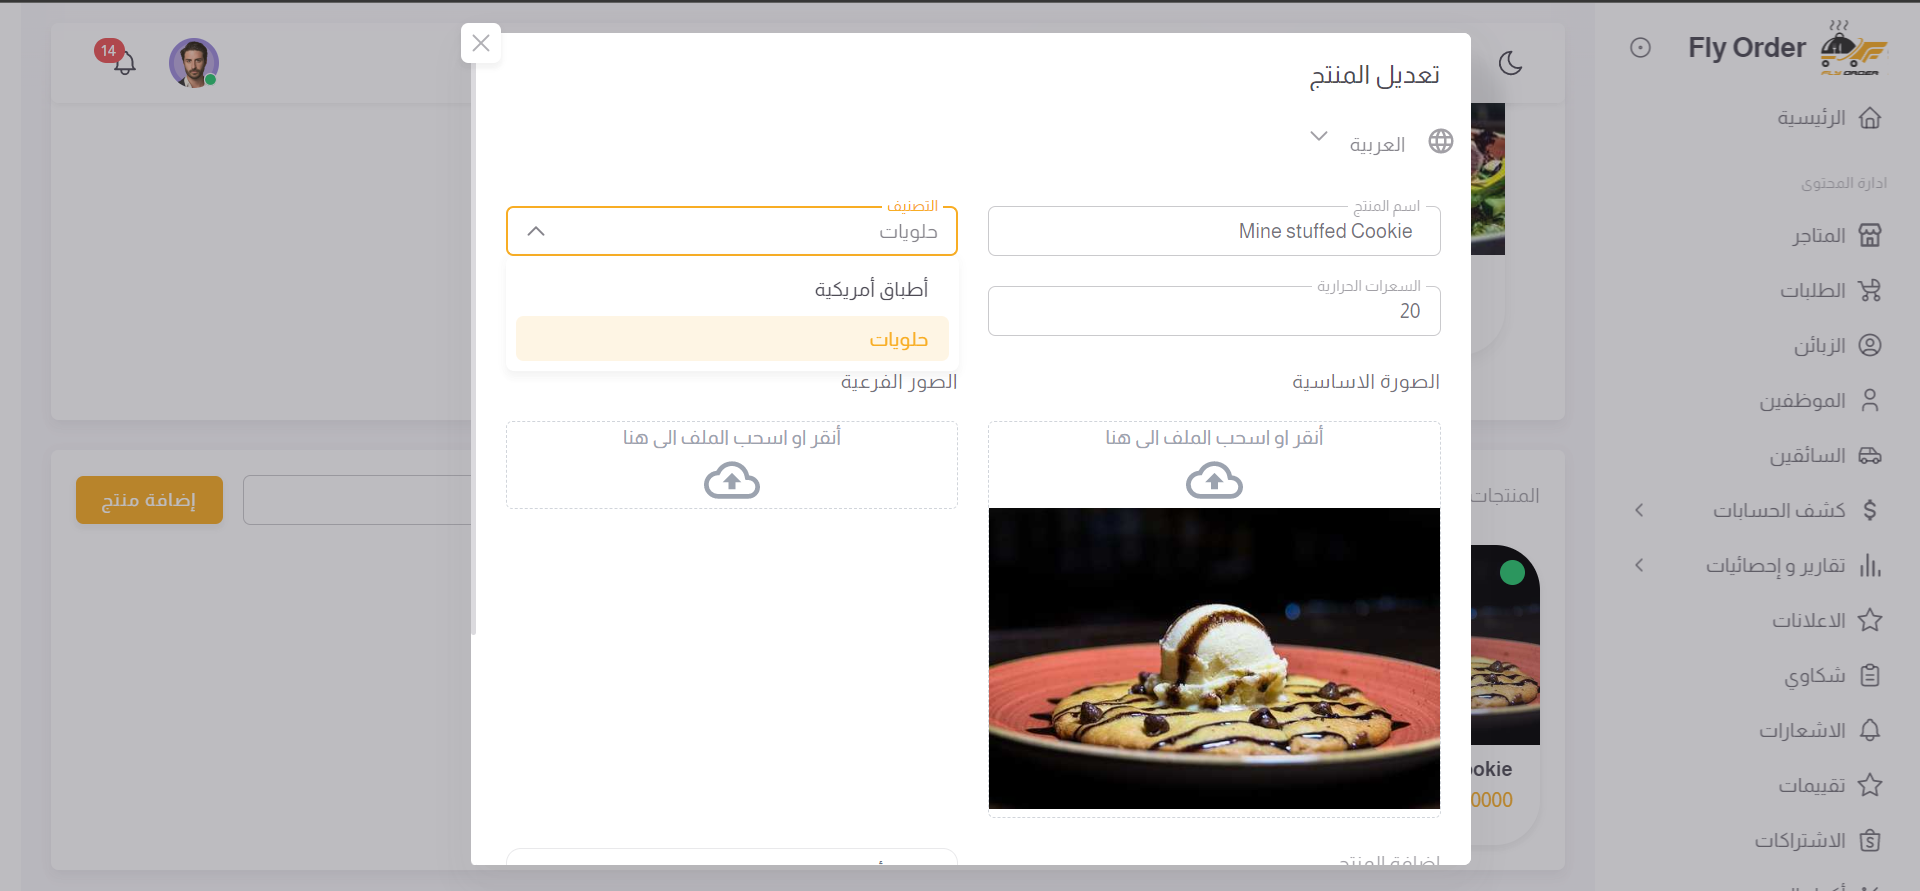 Fly Order
FLY ORDER
الرئيسية
ادارة المحتوى
المتاجر
الطلبات
الزبائن
الموظفين
السائقين
كشف الحسابات
تقارير و إحصائيات
الاعلانات
شكاوي
الاشعارات
تقييمات
الاشتراكات
14
تعديل المنتج
العربية
اسم المنتج
Mine stuffed Cookie
التصنيف
حلويات
أطباق أمريكية
حلويات
السعرات الحرارية
20
الصورة الاساسية
الصور الفرعية
أنقر او اسحب الملف الى هنا
أنقر او اسحب الملف الى هنا
اضافة المنتج
المنتجات
إضافة منتج
ookie
0000